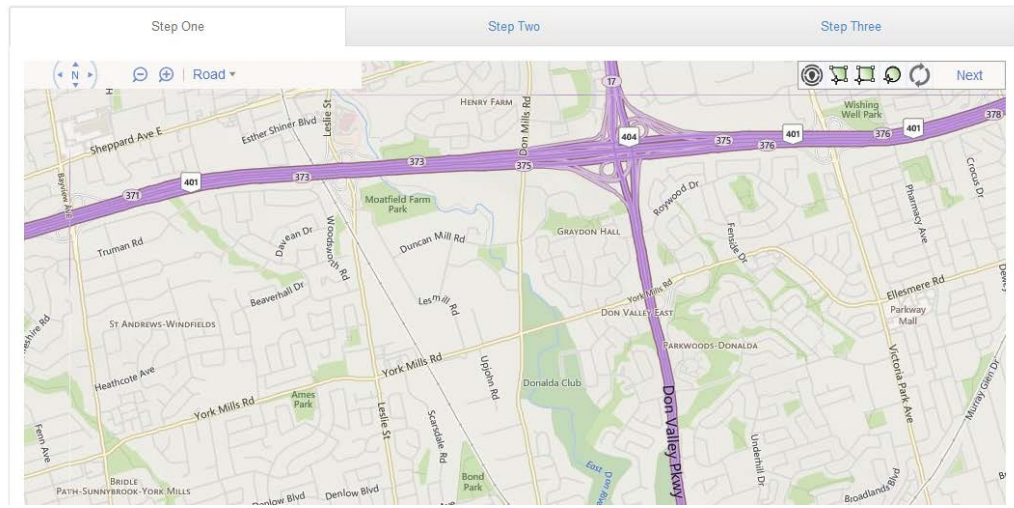 Step One
Step Two
Step Three
N
Road
Next
17
HENRY FARM
Wishing
Well Park
Sheppard Ave E
Esther Shiner Blvd
Leslie St
Don Mills Rd
404
375
401
376
401
378
376
373
375
373
401
371
Moatfield Farm
Park
Roywood Dr
Crocus Dr
Pharmacy Ave
Truman Rd
Davean Dr
Woodsworth Rd
Duncan Mill Rd
GRAYDON HALL
Fenside Dr
Beaverhall Dr
Lesmill Rd
York Mills Rd
Ellesmere Rd
ST ANDREWS-WINDFIELDS
DON VALLEY EAST
Parkway
Mall
PARKWOODS-DONALDA
York Mills Rd
Heathcote Ave
Upjohn Rd
Donalda Club
Victoria Park Ave
Murray Glen Dr
York Mills Rd
Ames
Park
Leslie St
Scarsdale Rd
Don Valley Pkwy
Fenn Ave
Underhill Dr
BRIDLE
PATH-SUNNYBROOK-YORK MILLS
Denlow Blvd
Bond
Park
East
Don River
Broadlands Blvd